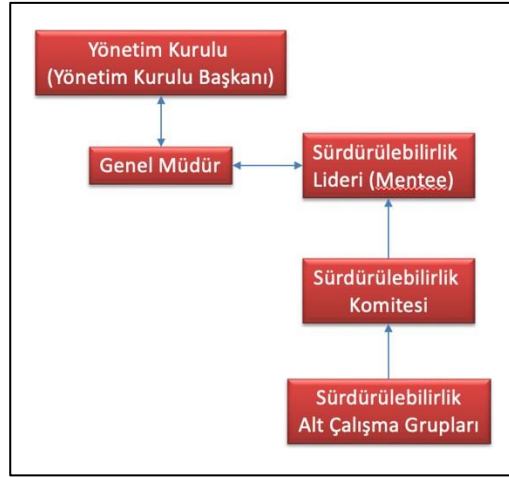 Yönetim Kurulu
(Yönetim Kurulu Başkanı)
Genel Müdür
Sürdürülebilirlik
Lideri (Mentee)
Sürdürülebilirlik
Komitesi
Sürdürülebilirlik
Alt Çalışma Grupları